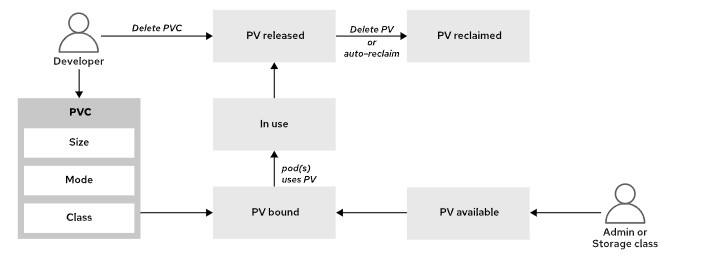 Developer
Delete PVC
PV released
Delete PV
or
auto–reclaim
PV reclaimed
PVC
Size
Mode
Class
In use
pod(s)
uses PV
PV bound
PV available
Admin or
Storage class